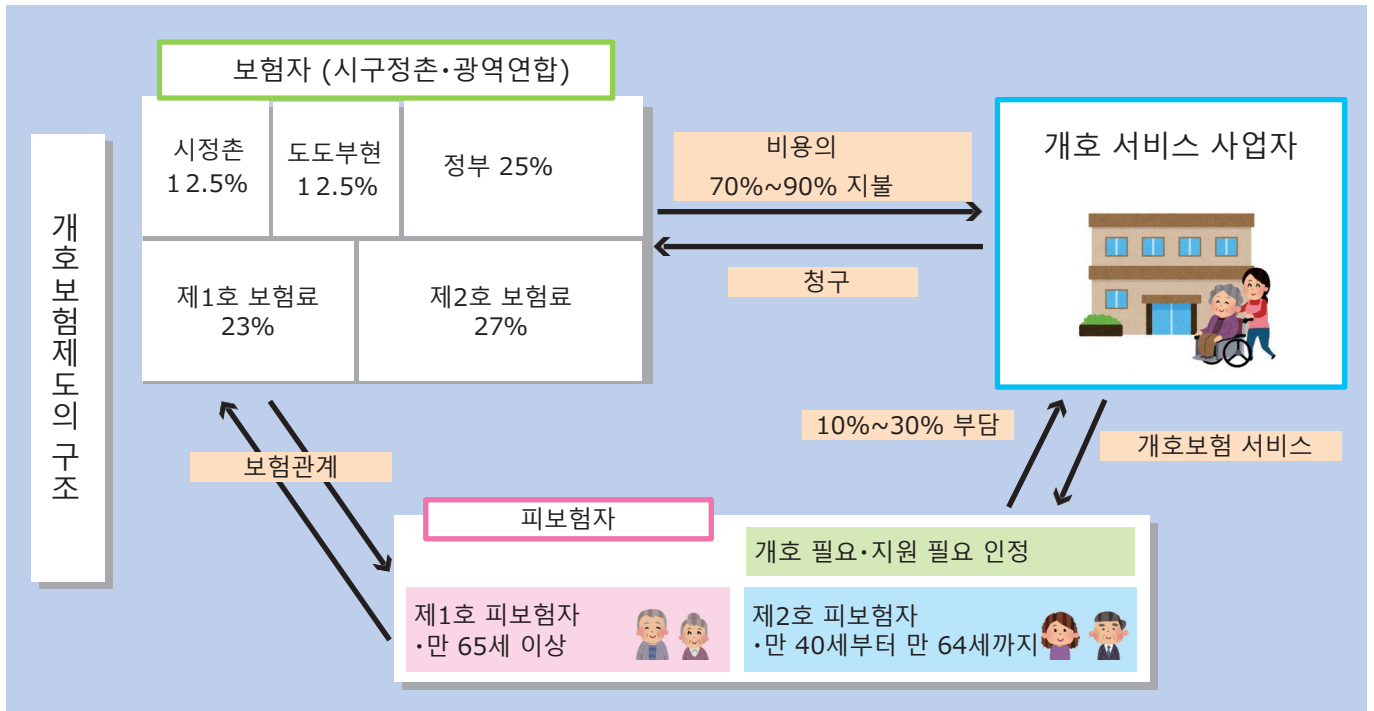 개호보험제도의 구조
보험자 (시구정촌･광역연합)
시정촌
12.5%
도도부현
12.5%
정부 25%
제1호 보험료
23%
제2호 보험료
27%
비용의
70%~90% 지불
청구
개호 서비스 사업자
보험관계
10%~30% 부담
개호보험 서비스
피보험자
개호 필요･지원 필요 인정
제1호 피보험자
･만 65세 이상
제2호 피보험자
･만 40세부터 만 64세까지